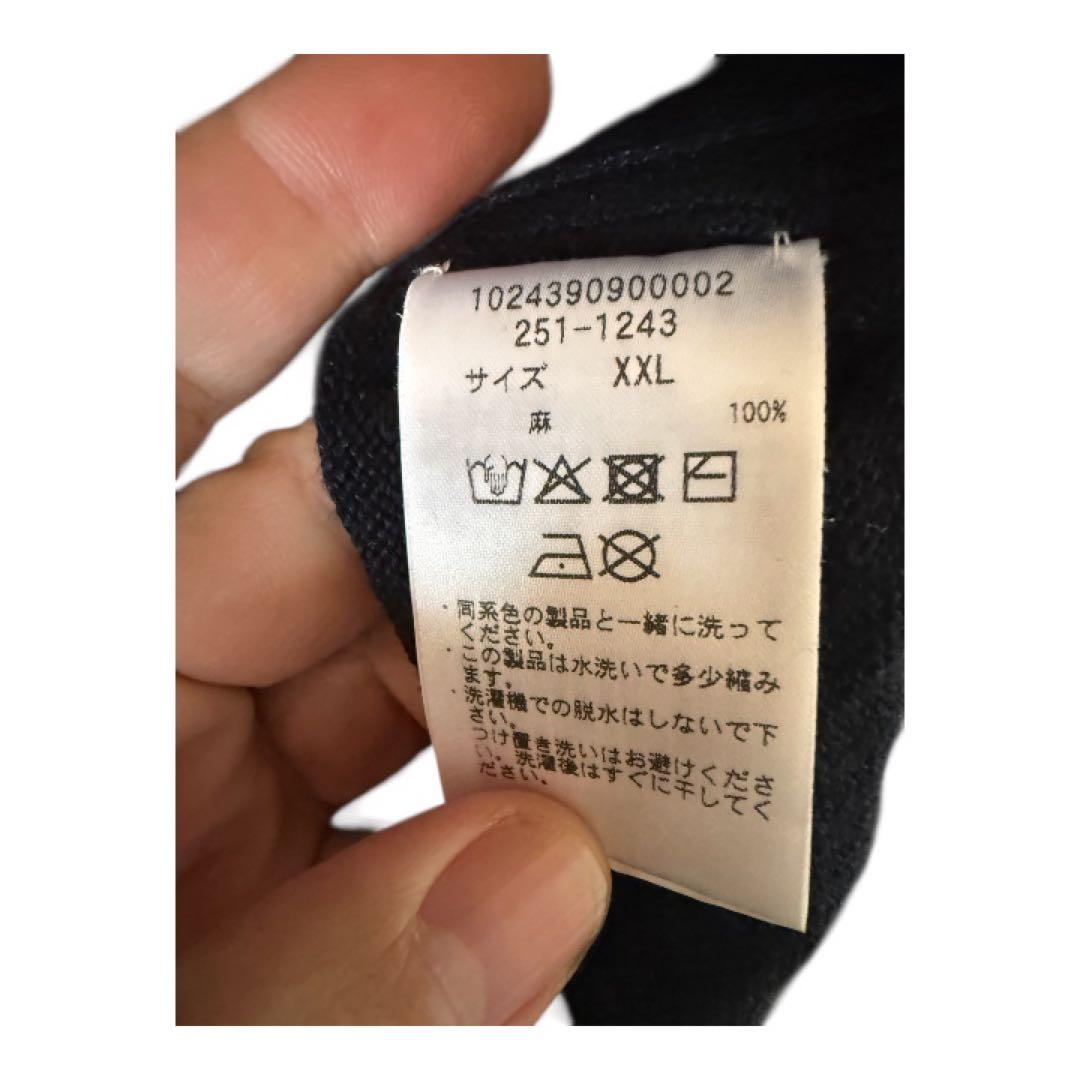 1024390900002
251-1243
サイズ XXL
麻 100%
・同系色の製品と一緒に洗って
ください。
・この製品は水洗いで多少縮み
ます。
・洗濯機での脱水はしないで下
さい。
つけ置き洗いはお避けくださ
い。洗濯後はすぐに干してく
ださい。